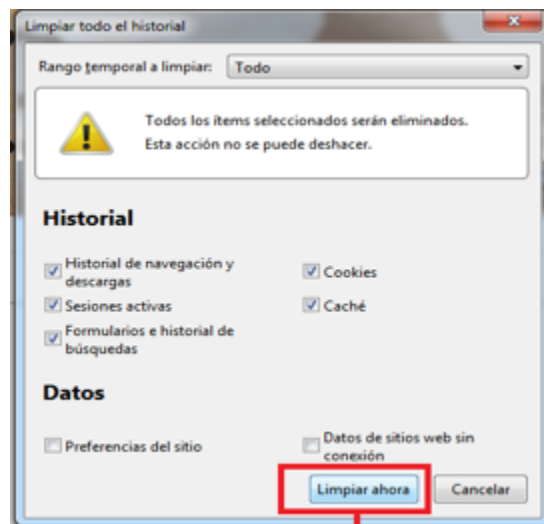 Limpiar todo el historial
Rango temporal a limpiar: Todo
Todos los ítems seleccionados serán eliminados.
Esta acción no se puede deshacer.
Historial
Historial de navegación y
descargas
Cookies
Sesiones activas
Caché
Formularios e historial de
búsquedas
Datos
Preferencias del sitio
Datos de sitios web sin
conexión
Limpiar ahora
Cancelar